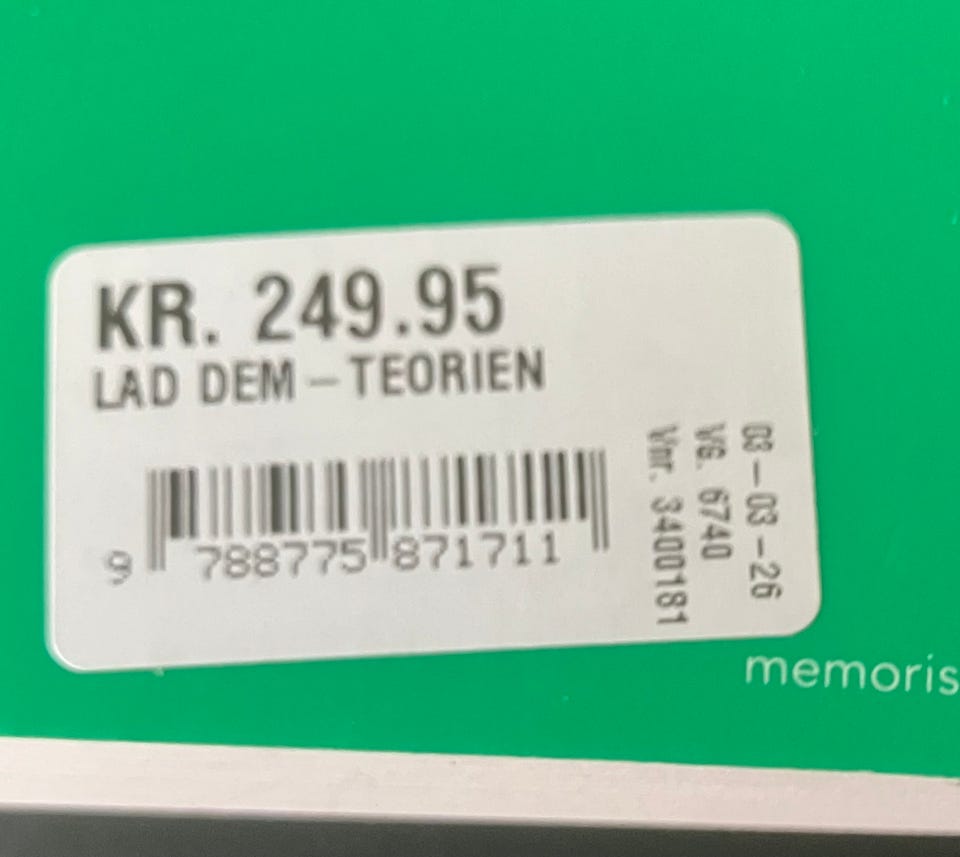 KR. 249.95
LAD DEM – TEORIEN
9 788775 871711
03-03-26
VG. 6740
Vnr. 3400181
memoris